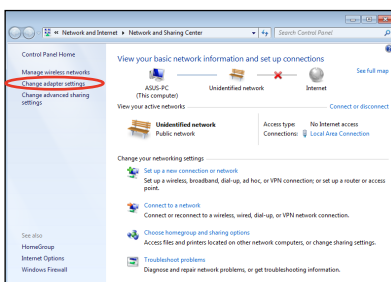 « Network and Internet ▸ Network and Sharing Center
Search Control Panel
Control Panel Home
Manage wireless networks
Change adapter settings
Change advanced sharing
settings
See also
HomeGroup
Internet Options
Windows Firewall
View your basic network information and set up connections
See full map
ASUS-PC
(This computer)
Unidentified network
Internet
View your active networks
Connect or disconnect
Unidentified network
Public network
Access type: No Internet access
Connections: Local Area Connection
Change your networking settings
Set up a new connection or network
Set up a wireless, broadband, dial-up, ad hoc, or VPN connection; or set up a router or access
point.
Connect to a network
Connect or reconnect to a wireless, wired, dial-up, or VPN network connection.
Choose homegroup and sharing options
Access files and printers located on other network computers, or change sharing settings.
Troubleshoot problems
Diagnose and repair network problems, or get troubleshooting information.